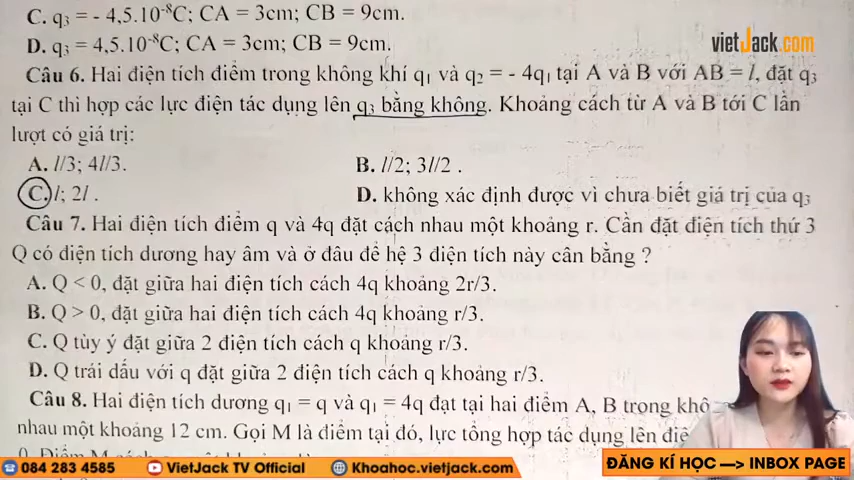 C. q₃ = - 4,5.10⁻⁸C; CA = 3cm; CB = 9cm.
D. q₃ = 4,5.10⁻⁸C; CA = 3cm; CB = 9cm.
vietJack.com
Câu 6. Hai điện tích điểm trong không khí q₁ và q₂ = - 4q₁ tại A và B với AB = l, đặt q₃
tại C thì hợp các lực điện tác dụng lên q₃ bằng không. Khoảng cách từ A và B tới C lần
lượt có giá trị:
A. l/3; 4l/3. B. l/2; 3l/2 .
C. l; 2l . D. không xác định được vì chưa biết giá trị của q₃
Câu 7. Hai điện tích điểm q và 4q đặt cách nhau một khoảng r. Cần đặt điện tích thứ 3
Q có điện tích dương hay âm và ở đâu để hệ 3 điện tích này cân bằng ?
A. Q < 0, đặt giữa hai điện tích cách 4q khoảng 2r/3.
B. Q > 0, đặt giữa hai điện tích cách 4q khoảng r/3.
C. Q tùy ý đặt giữa 2 điện tích cách q khoảng r/3.
D. Q trái dấu với q đặt giữa 2 điện tích cách q khoảng r/3.
Câu 8. Hai điện tích dương q₁ = q và q₁ = 4q đạt tại hai điểm A, B trong khô
nhau một khoảng 12 cm. Gọi M là điểm tại đó, lực tổng hợp tác dụng lên điệ
084 283 4585 VietJack TV Official Khoahoc.vietjack.com
ĐĂNG KÍ HỌC —> INBOX PAGE